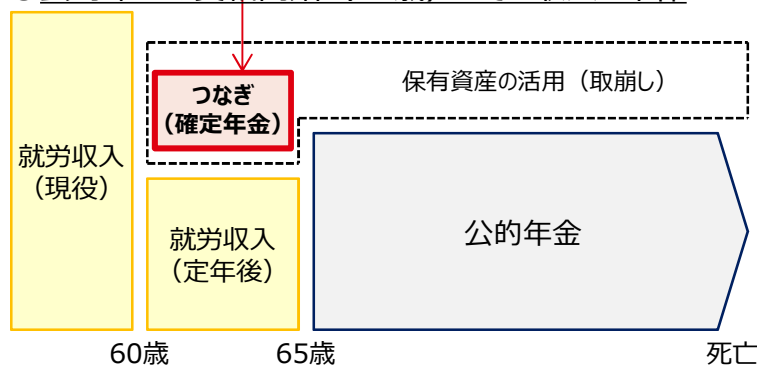 つなぎ
（確定年金）
保有資産の活用（取崩し）
就労収入
（現役）
就労収入
（定年後）
公的年金
60歳
65歳
死亡